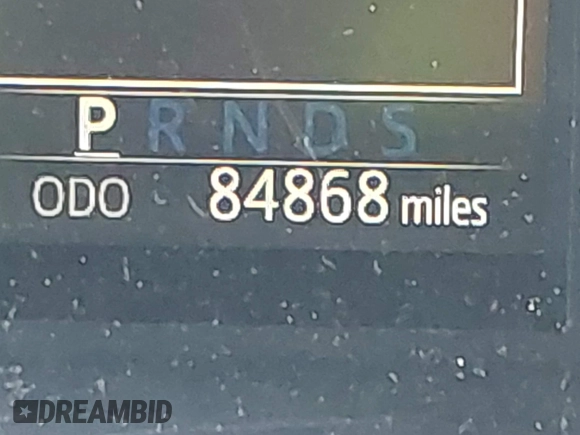 P R N D S
ODO 84868 miles
DREAMBID